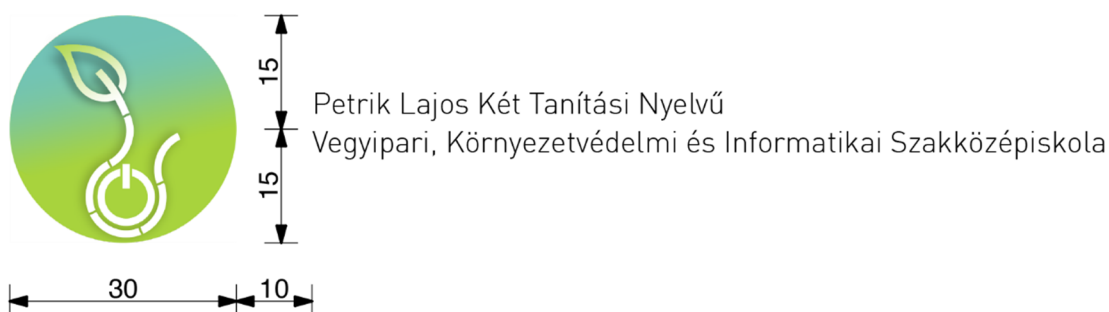 15
Petrik Lajos Két Tanítási Nyelvű
Vegyipari, Környezetvédelmi és Informatikai Szakközépiskola
15
30
10